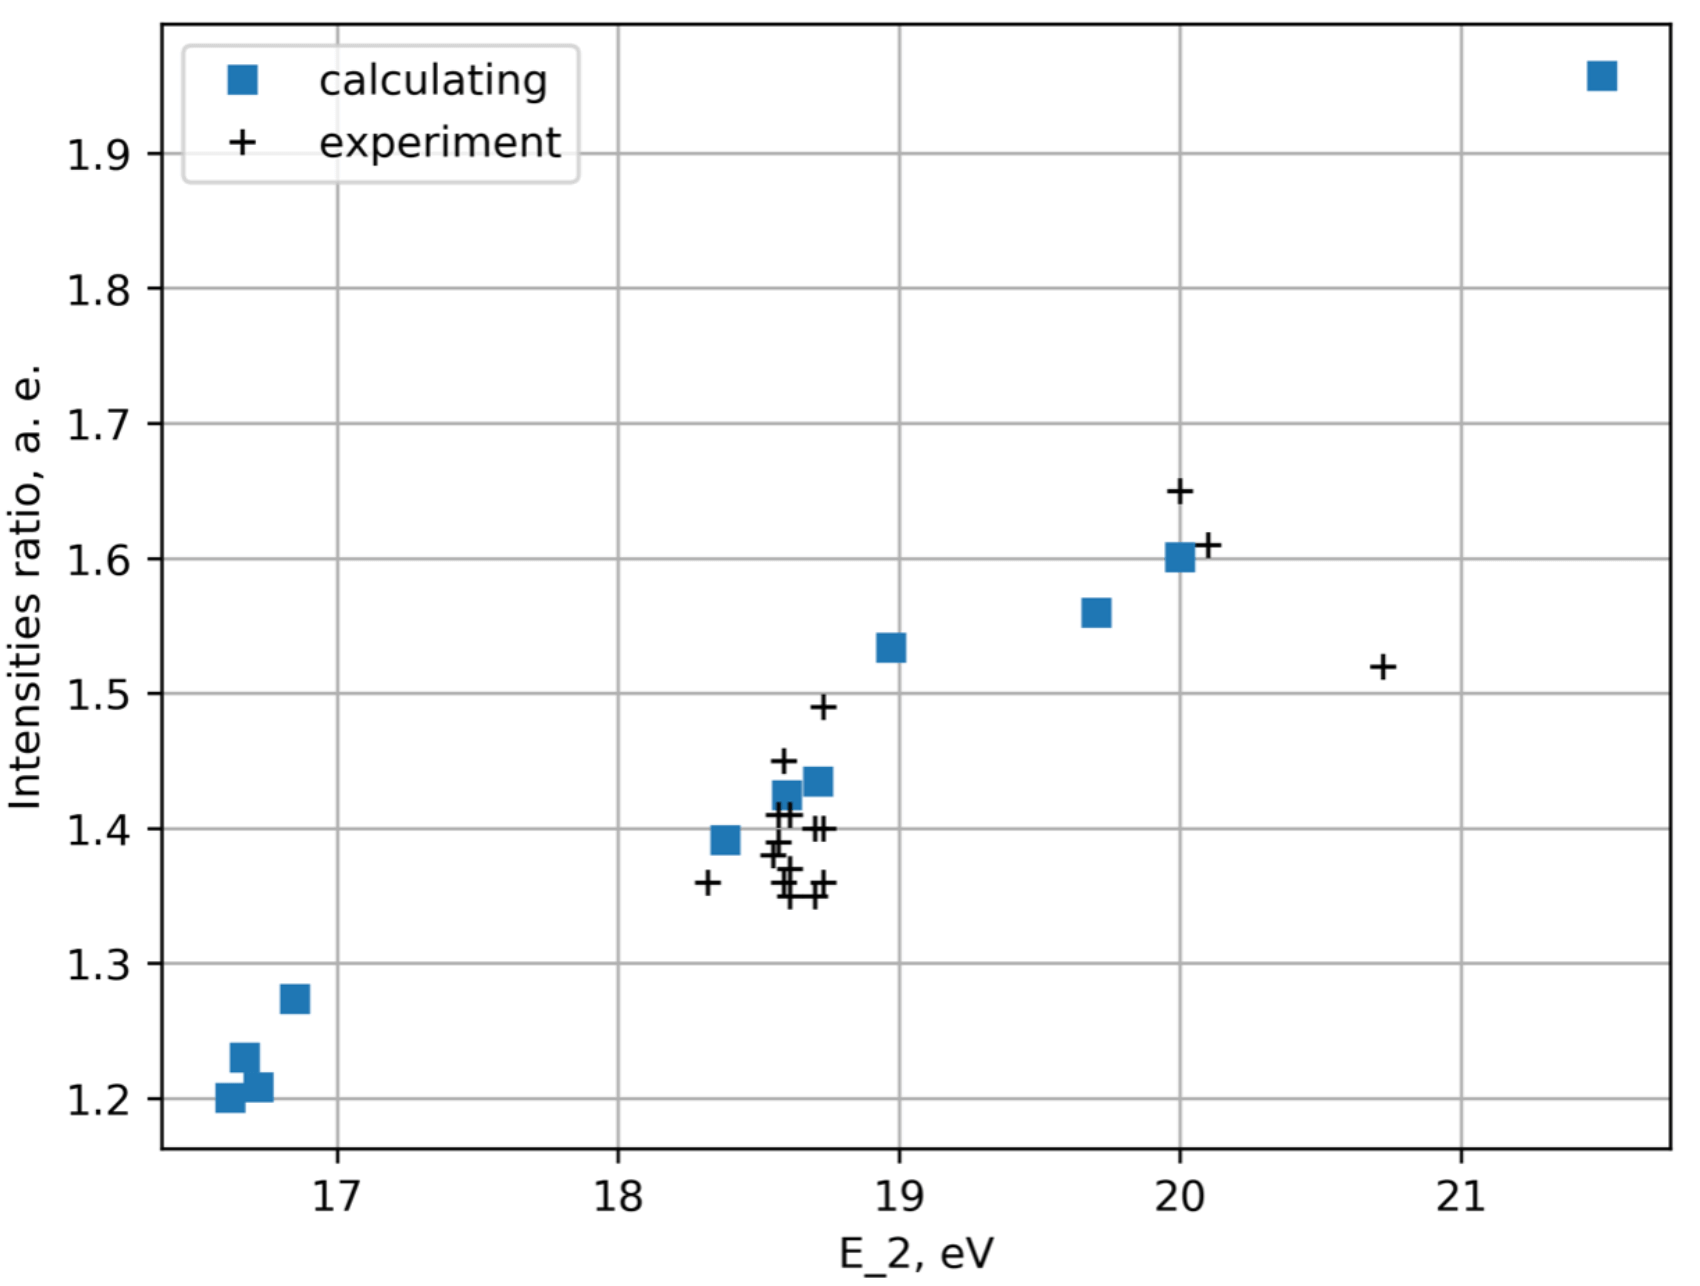 calculating
experiment
1.9
1.8
1.7
1.6
1.5
1.4
1.3
1.2
Intensities ratio, a. e.
17 18 19 20 21
E_2, eV